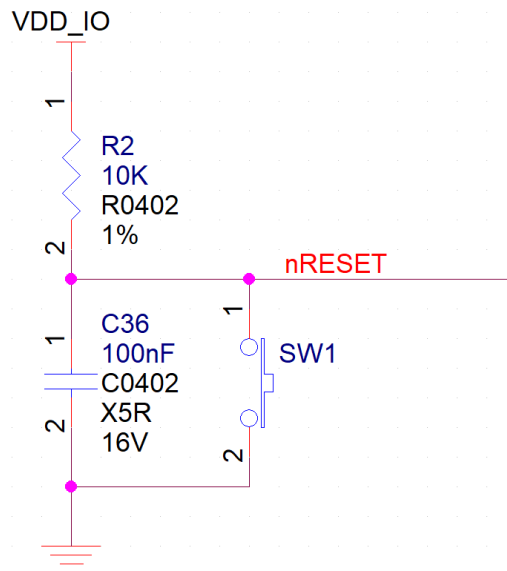 VDD_IO
1
R2
10K
R0402
1%
2
nRESET
1
C36
100nF
C0402
X5R
16V
2
1
SW1
2